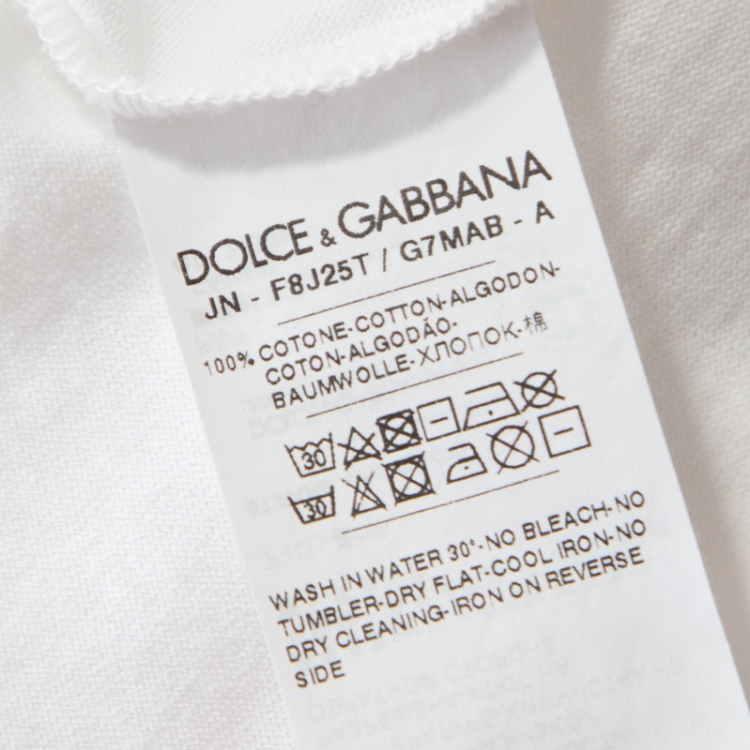 DOLCE & GABBANA
JN - F8J25T / G7MAB - A
100% COTONE-COTTON-ALGODON-
COTON-ALGODÃO-
BAUMWOLLE-ХЛОПОК-棉
30
30
WASH IN WATER 30°-NO BLEACH-NO
TUMBLER-DRY FLAT-COOL IRON-NO
DRY CLEANING-IRON ON REVERSE
SIDE